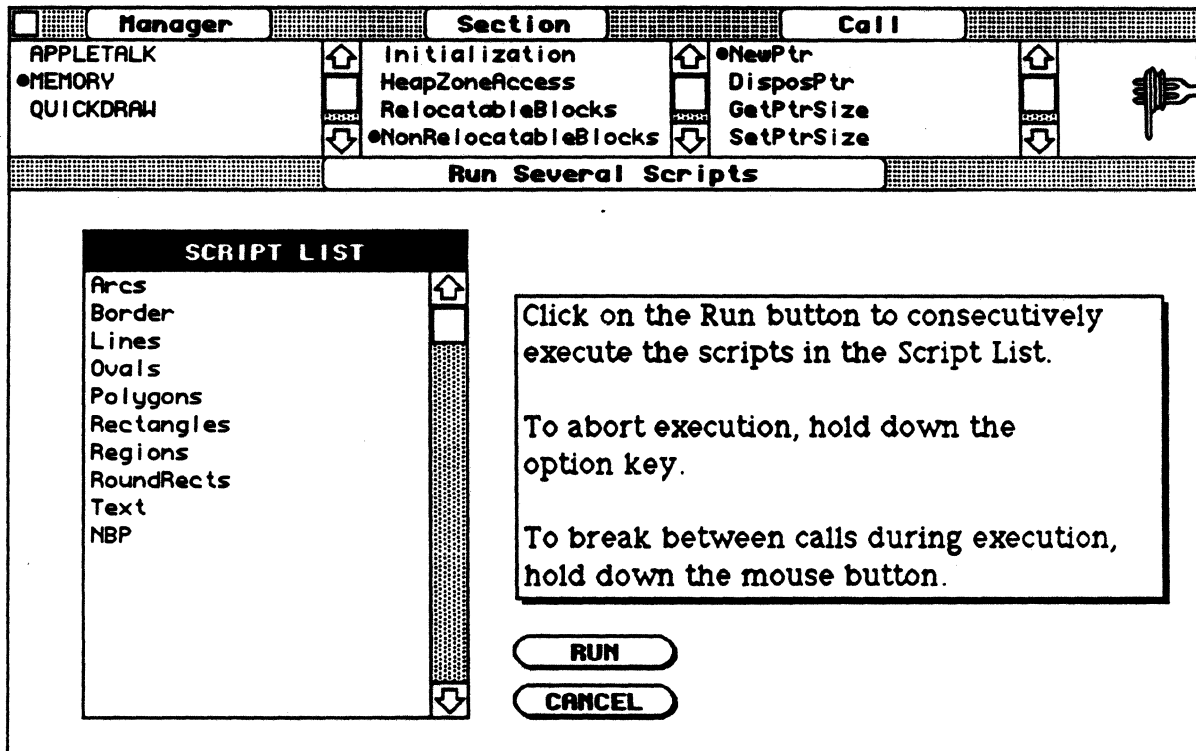 Manager
Section
Call
APPLETALK
•MEMORY
QUICKDRAW
Initialization
HeapZoneAccess
RelocatableBlocks
•NonRelocatableBlocks
•NewPtr
DisposPtr
GetPtrSize
SetPtrSize
Run Several Scripts
SCRIPT LIST
Arcs
Border
Lines
Ovals
Polygons
Rectangles
Regions
RoundRects
Text
NBP
Click on the Run button to consecutively
execute the scripts in the Script List.
To abort execution, hold down the
option key.
To break between calls during execution,
hold down the mouse button.
RUN
CANCEL